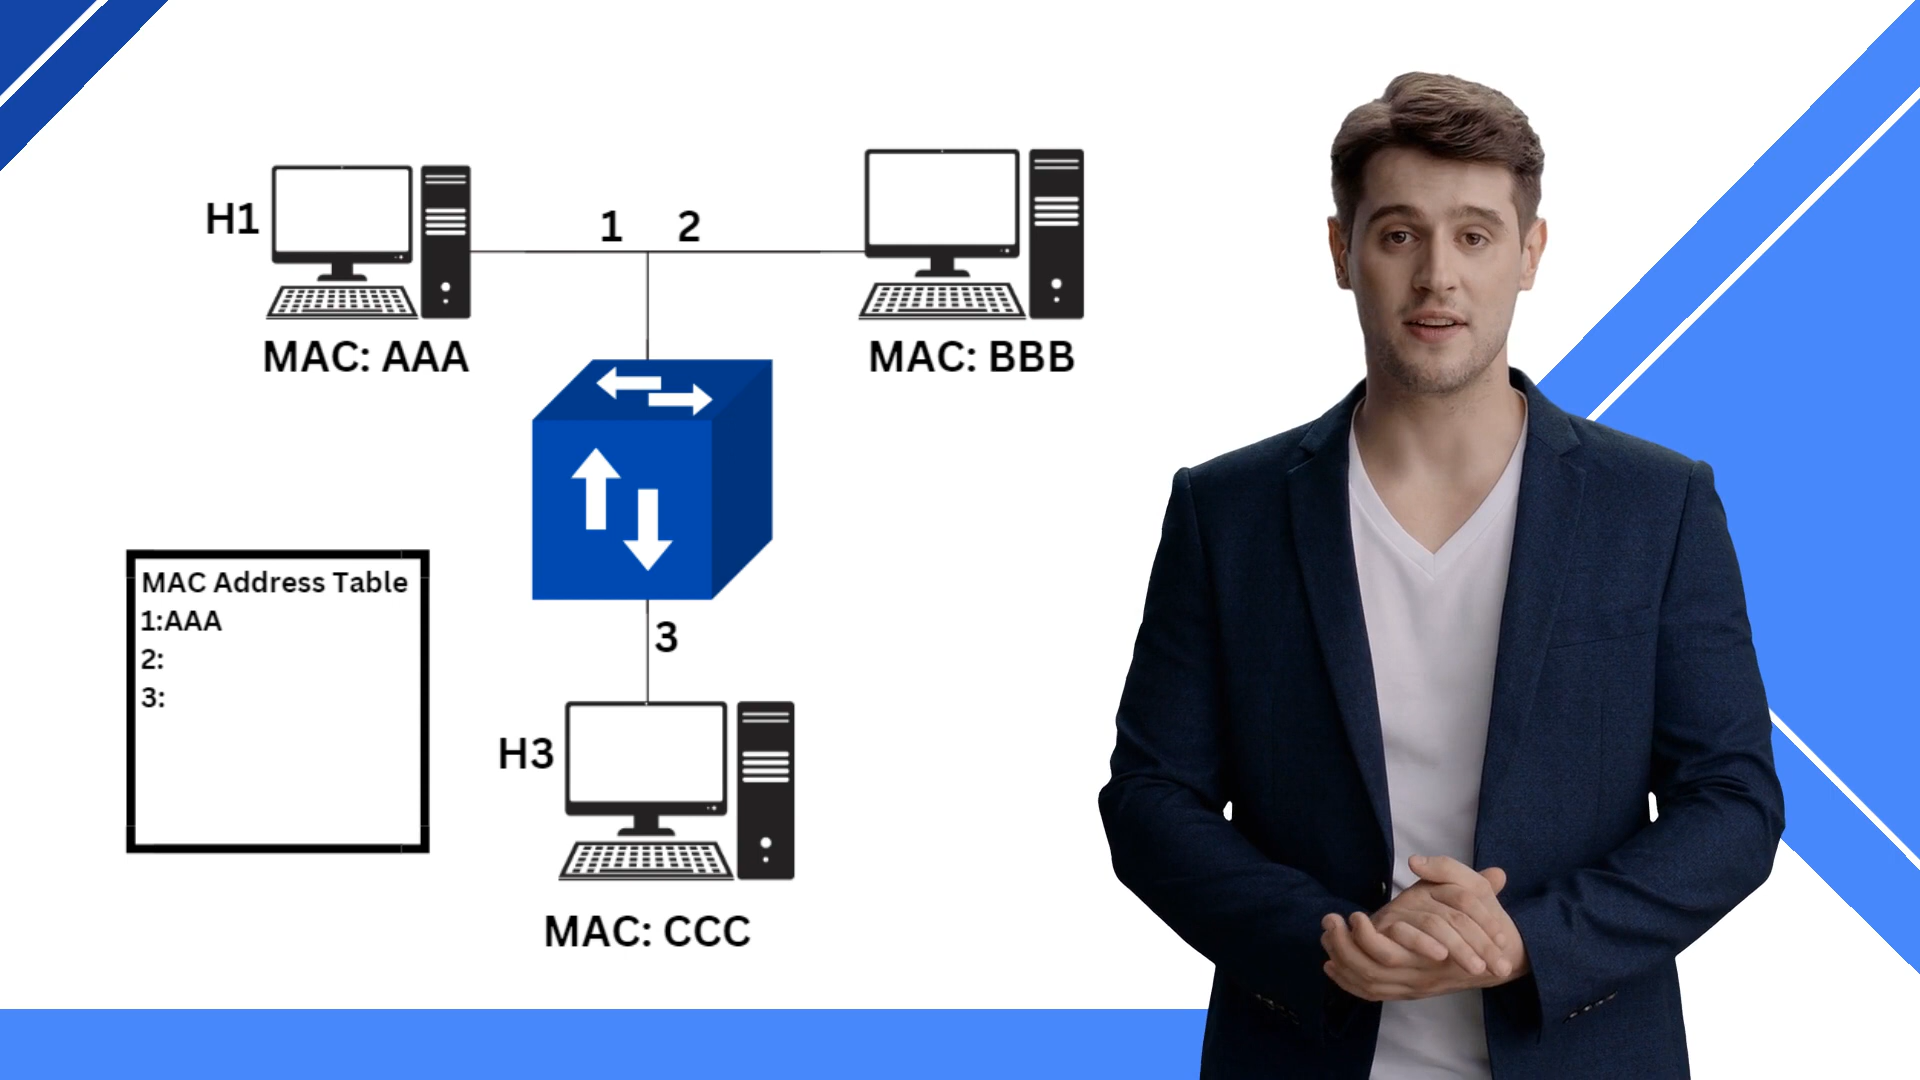 H1
1 2
MAC: AAA
MAC: BBB
MAC Address Table
1:AAA
2:
3:
3
H3
MAC: CCC